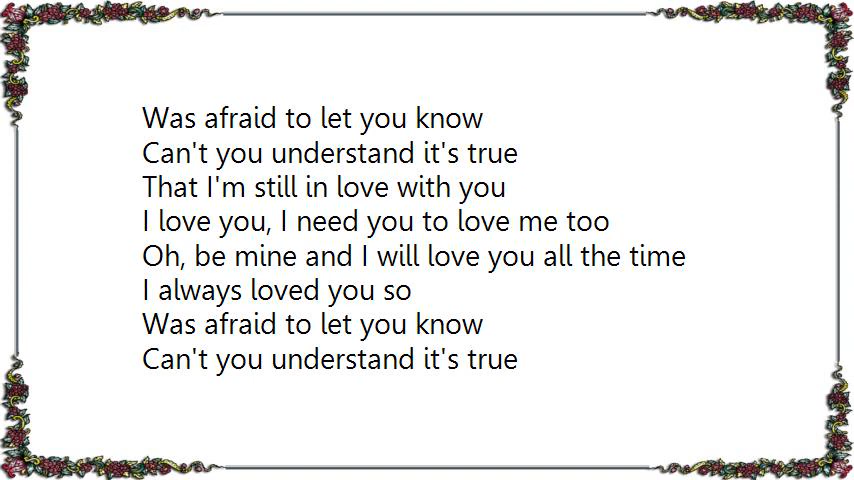 Was afraid to let you know
Can't you understand it's true
That I'm still in love with you
I love you, I need you to love me too
Oh, be mine and I will love you all the time
I always loved you so
Was afraid to let you know
Can't you understand it's true